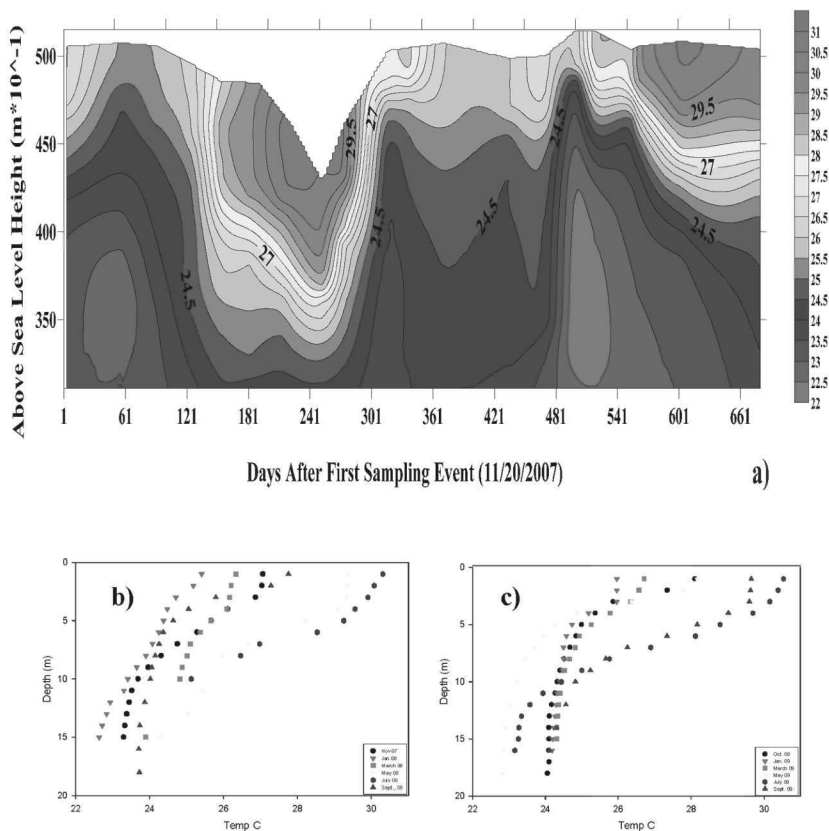 500
450
400
350
Above Sea Level Height (m*10^-1)
1 61 121 181 241 301 361 421 481 541 601 661
24.5
27
29.5
27
24.5
24.5
24.5
29.5
27
24.5
31
30.5
30
29.5
29
28.5
28
27.5
27
26.5
26
25.5
25
24.5
24
23.5
23
22.5
22
Days After First Sampling Event (11/20/2007)
a)
b)
0
5
10
15
20
Depth (m)
22 24 26 28 30
Temp C
Nov 07
Jan. 08
March 08
May 08
July 08
Sept., 08
c)
0
5
10
15
20
Depth (m)
22 24 26 28 30
Temp C
Oct. 08
Jan. 09
March 09
May 09
July 09
Sept. 09